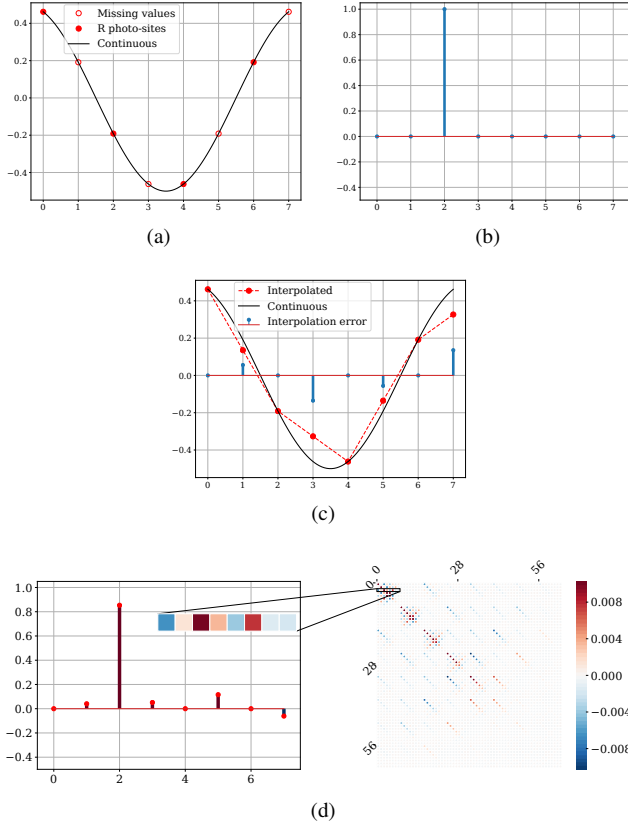 Missing values
R photo-sites
Continuous
0.4
0.2
0.0
−0.2
−0.4
0 1 2 3 4 5 6 7
(a)
1.0
0.8
0.6
0.4
0.2
0.0
−0.2
−0.4
0 1 2 3 4 5 6 7
(b)
Interpolated
Continuous
Interpolation error
0.4
0.2
0.0
−0.2
−0.4
0 1 2 3 4 5 6 7
(c)
1.0
0.8
0.6
0.4
0.2
0.0
−0.2
−0.4
0 2 4 6
0 28 56
0
28
56
0.008
0.004
0.000
−0.004
−0.008
(d)